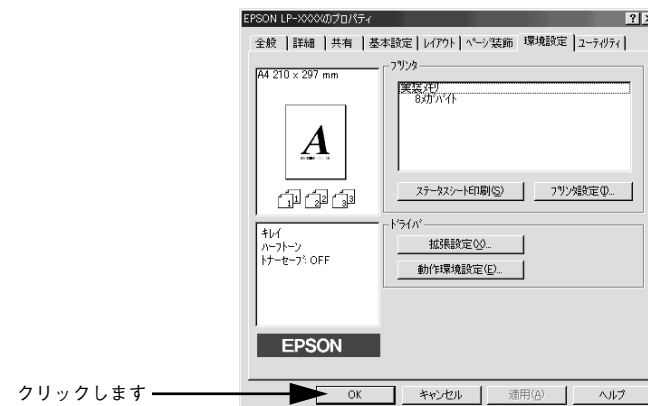 EPSON LP-XXXXのプロパティ
全般 詳細 共有 基本設定 レイアウト ページ装飾 環境設定 ユーティリティ
A4 210 x 297 mm
A
1 1 2 2 3 3
キレイ
ハーフトーン
トナーセーブ: OFF
EPSON
プリンタ
実装メモリ
8メガバイト
ステータスシート印刷(S) プリンタ設定(I)...
ドライバ
拡張設定(X)...
動作環境設定(E)...
クリックします
OK キャンセル 適用(A) ヘルプ